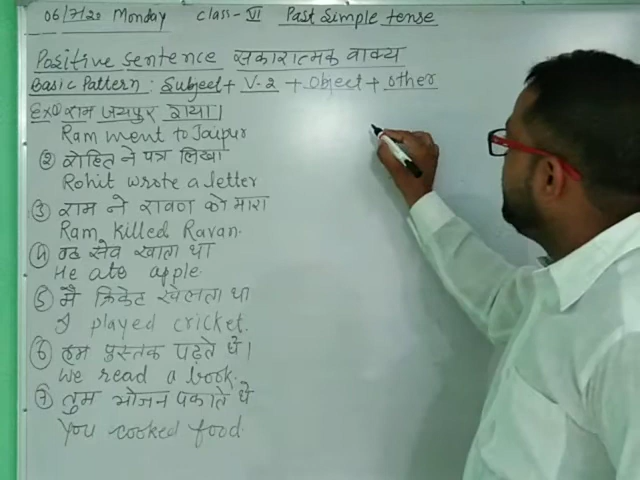 06/7/20 Monday class-VI Past Simple tense
Positive sentence सकारात्मक वाक्य
Basic Pattern: Subject + V-2 + Object + other
Ex① राम जयपुर गया।
Ram went to Jaipur
② रोहित ने पत्र लिखा
Rohit wrote a letter
③ राम ने रावण को मारा
Ram killed Ravan.
④ वह सेव खाता था
He ate apple.
⑤ मैं क्रिकेट खेलता था
I played cricket.
⑥ हम पुस्तक पढ़ते थे।
We read a book.
⑦ तुम भोजन पकाते थे
You cooked food